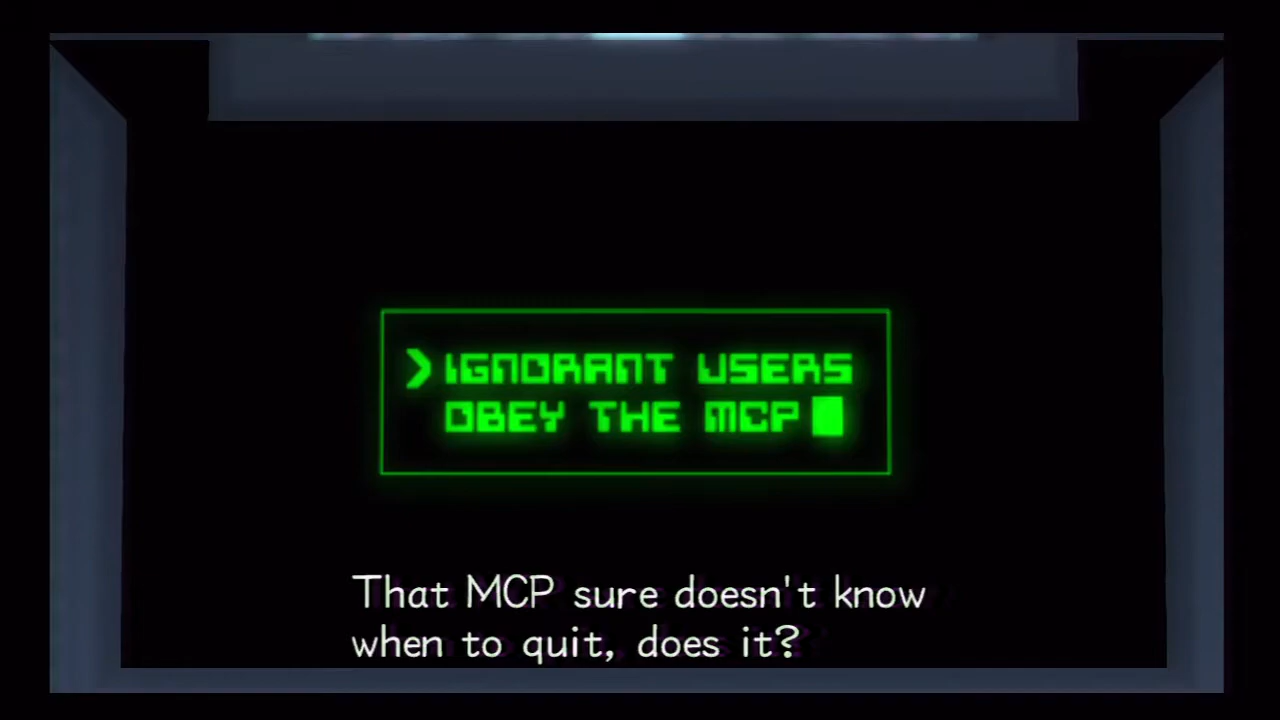 ❯ IGNORANT USERS
OBEY THE MCP
That MCP sure doesn't know
when to quit, does it?